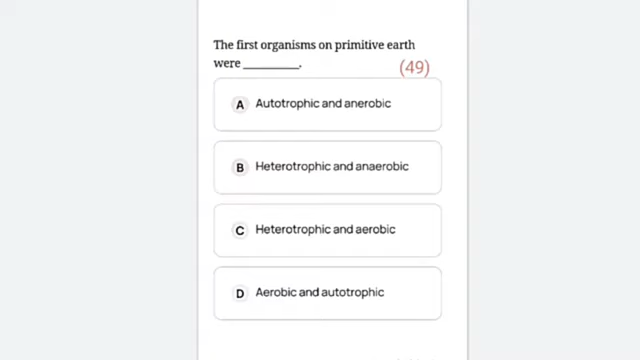 The first organisms on primitive earth
were __________.
(49)
A Autotrophic and anerobic
B Heterotrophic and anaerobic
C Heterotrophic and aerobic
D Aerobic and autotrophic